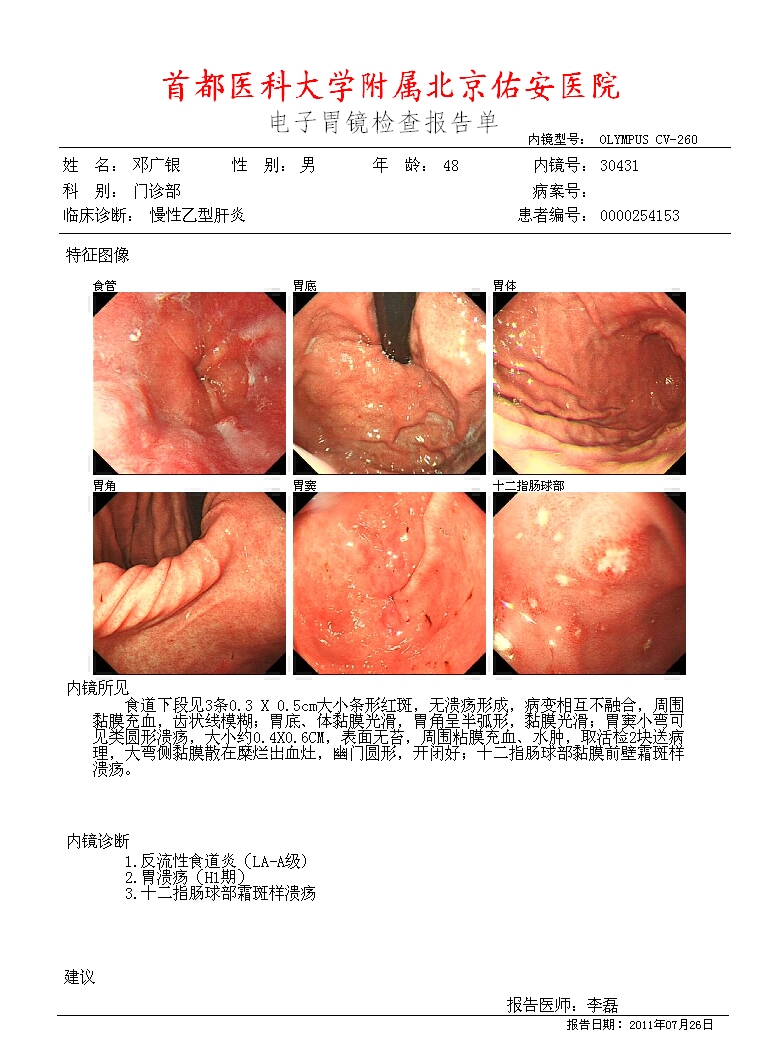 首都医科大学附属北京佑安医院
电子胃镜检查报告单
内镜型号： OLYMPUS CV-260
姓 名： 邓广银 性 别： 男 年 龄： 48 内镜号： 30431
科 别： 门诊部 病案号：
临床诊断： 慢性乙型肝炎 患者编号： 0000254153
特征图像
食管 胃底 胃体
胃角 胃窦 十二指肠球部
内镜所见
食道下段见3条0.3 X 0.5cm大小条形红斑，无溃疡形成，病变相互不融合，周围
黏膜充血，齿状线模糊；胃底、体黏膜光滑，胃角呈半弧形，黏膜光滑；胃窦小弯可
见类圆形溃疡，大小约0.4X0.6CM，表面无苔，周围粘膜充血、水肿，取活检2块送病
理，大弯侧黏膜散在糜烂出血灶，幽门圆形，开闭好；十二指肠球部黏膜前壁霜斑样
溃疡。
内镜诊断
1.反流性食道炎（LA-A级）
2.胃溃疡（H1期）
3.十二指肠球部霜斑样溃疡
建议
报告医师：李磊
报告日期：2011年07月26日